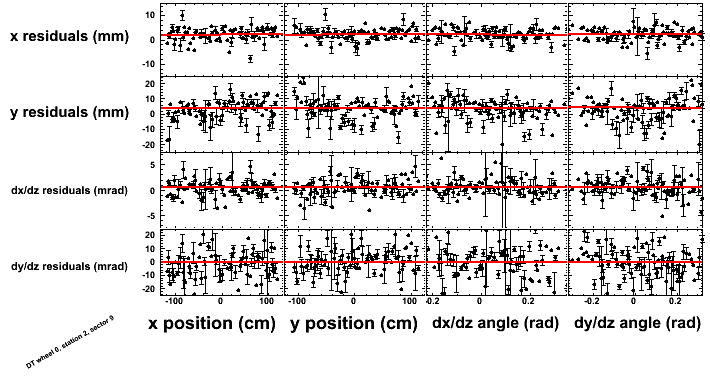 x residuals (mm)
10
0
-10
y residuals (mm)
20
10
0
-10
-20
dx/dz residuals (mrad)
5
0
-5
dy/dz residuals (mrad)
20
10
0
-10
-20
-100 0 100 -100 0 100 -0.2 0 0.2 -0.2 0 0.2
x position (cm) y position (cm) dx/dz angle (rad) dy/dz angle (rad)
DT wheel 0, station 2, sector 9